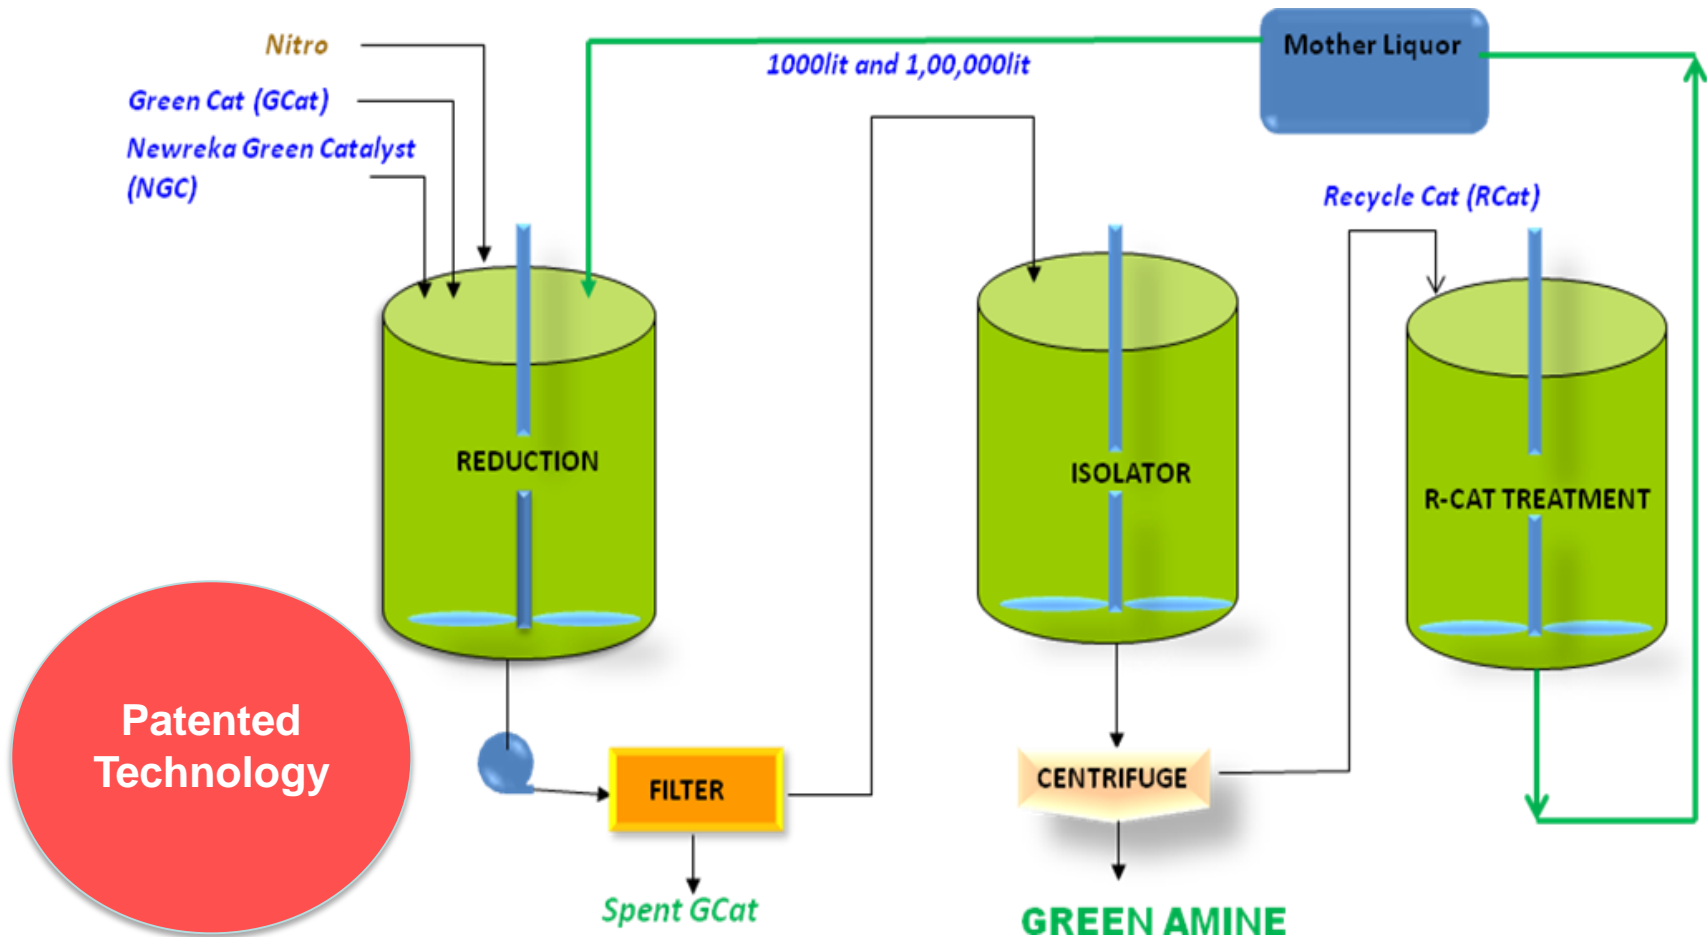 Nitro
Mother Liquor
1000lit and 1,00,000lit
Green Cat (GCat)
Newreka Green Catalyst
(NGC)
Recycle Cat (RCat)
REDUCTION
ISOLATOR
R-CAT TREATMENT
Patented
Technology
FILTER
CENTRIFUGE
Spent GCat
GREEN AMINE